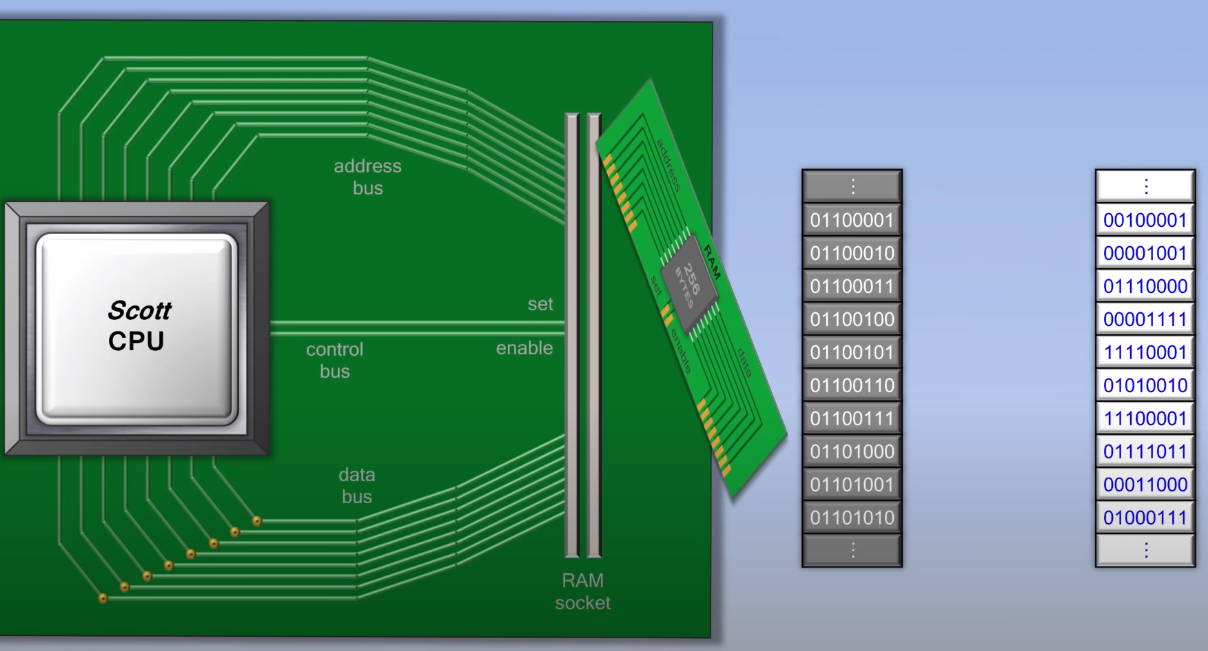 address
bus
Scott
CPU
control
bus
set
enable
data
bus
RAM
socket
address
RAM
256
BYTES
set
enable
data
⋮
01100001
01100010
01100011
01100100
01100101
01100110
01100111
01101000
01101001
01101010
⋮
⋮
00100001
00001001
01110000
00001111
11110001
01010010
11100001
01111011
00011000
01000111
⋮